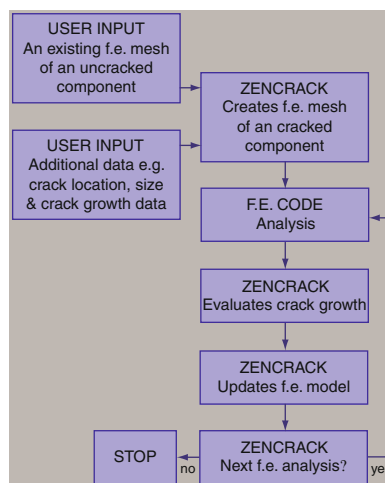 USER INPUT
An existing f.e. mesh
of an uncracked
component
ZENCRACK
Creates f.e. mesh
of an cracked
component
USER INPUT
Additional data e.g.
crack location, size
& crack growth data
F.E. CODE
Analysis
ZENCRACK
Evaluates crack growth
ZENCRACK
Updates f.e. model
STOP
no
ZENCRACK
Next f.e. analysis?
ye